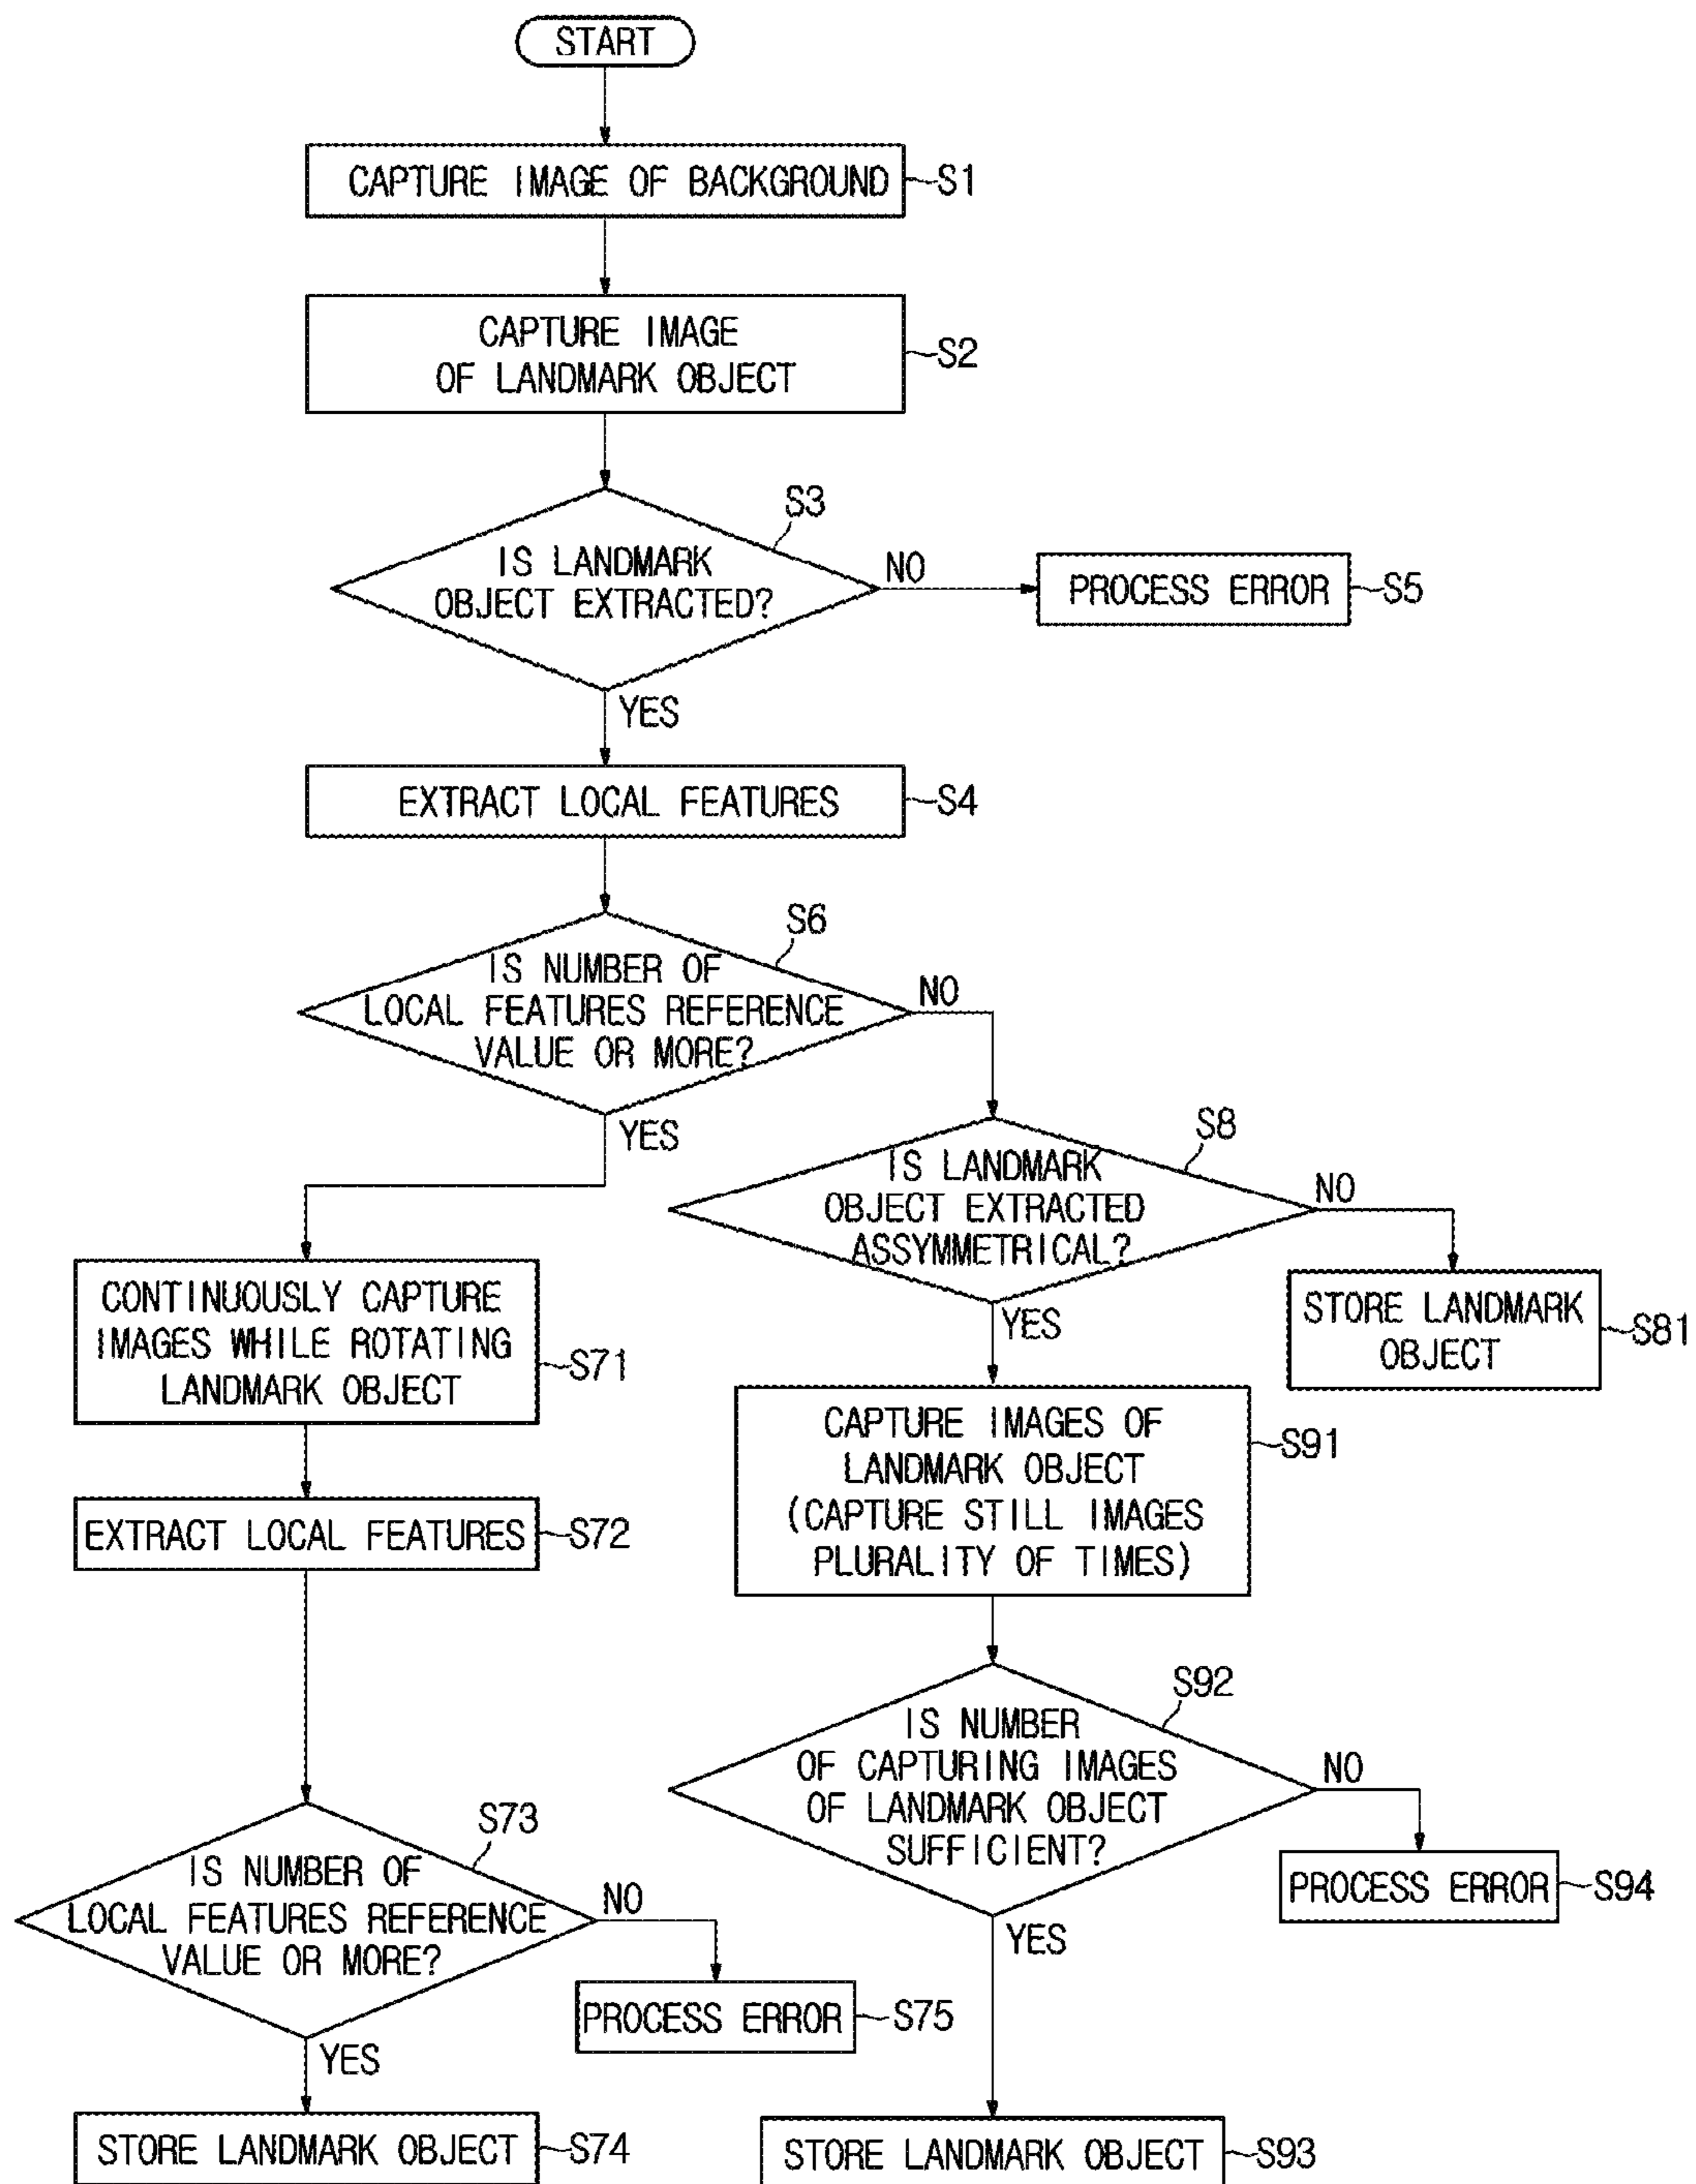 START
CAPTURE IMAGE OF BACKGROUND
S1
CAPTURE IMAGE
OF LANDMARK OBJECT
S2
S3
IS LANDMARK
OBJECT EXTRACTED?
NO
PROCESS ERROR
S5
YES
EXTRACT LOCAL FEATURES
S4
S6
IS NUMBER OF
LOCAL FEATURES REFERENCE
VALUE OR MORE?
NO
YES
S8
IS LANDMARK
OBJECT EXTRACTED
ASSYMMETRICAL?
NO
STORE LANDMARK
OBJECT
S81
YES
CONTINUOUSLY CAPTURE
IMAGES WHILE ROTATING
LANDMARK OBJECT
S71
CAPTURE IMAGES OF
LANDMARK OBJECT
(CAPTURE STILL IMAGES
PLURALITY OF TIMES)
S91
EXTRACT LOCAL FEATURES
S72
S92
IS NUMBER
OF CAPTURING IMAGES
OF LANDMARK OBJECT
SUFFICIENT?
NO
PROCESS ERROR
S94
YES
S73
IS NUMBER OF
LOCAL FEATURES REFERENCE
VALUE OR MORE?
NO
PROCESS ERROR
S75
YES
STORE LANDMARK OBJECT
S74
STORE LANDMARK OBJECT
S93